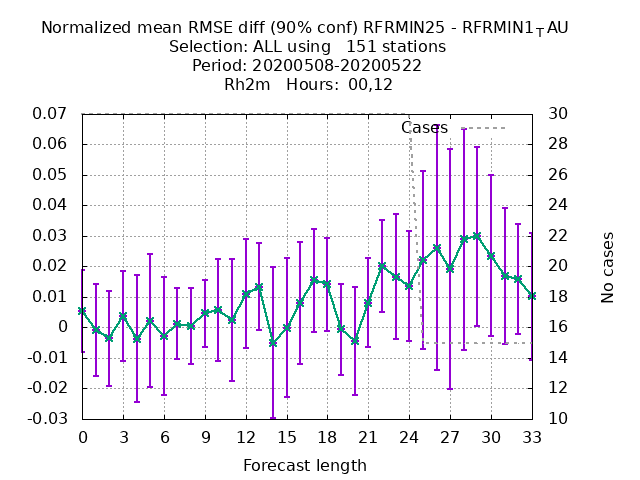 Normalized mean RMSE diff (90% conf) RFRMIN25 - RFRMIN1_TAU
Selection: ALL using   151 stations
Period: 20200508-20200522
Rh2m   Hours:  00,12
Cases
0.07
0.06
0.05
0.04
0.03
0.02
0.01
0
-0.01
-0.02
-0.03
30
28
26
24
22
20
18
16
14
12
10
No cases
0 3 6 9 12 15 18 21 24 27 30 33
Forecast length